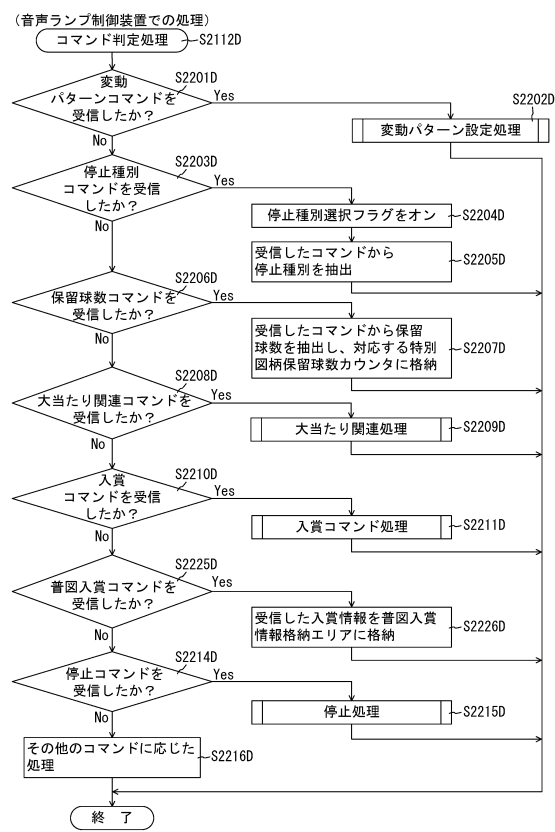 （音声ランプ制御装置での処理）
コマンド判定処理
S2112D
変動
パターンコマンドを
受信したか？
S2201D
Yes
No
変動パターン設定処理
S2202D
停止種別
コマンドを受信
したか？
S2203D
Yes
No
停止種別選択フラグをオン
S2204D
受信したコマンドから
停止種別を抽出
S2205D
保留球数コマンドを
受信したか？
S2206D
Yes
No
受信したコマンドから保留
球数を抽出し、対応する特別
図柄保留球数カウンタに格納
S2207D
大当たり関連コマンドを
受信したか？
S2208D
Yes
No
大当たり関連処理
S2209D
入賞
コマンドを受信
したか？
S2210D
Yes
No
入賞コマンド処理
S2211D
普図入賞コマンドを
受信したか？
S2225D
Yes
No
受信した入賞情報を普図入賞
情報格納エリアに格納
S2226D
停止コマンドを
受信したか？
S2214D
Yes
No
停止処理
S2215D
その他のコマンドに応じた
処理
S2216D
終　了